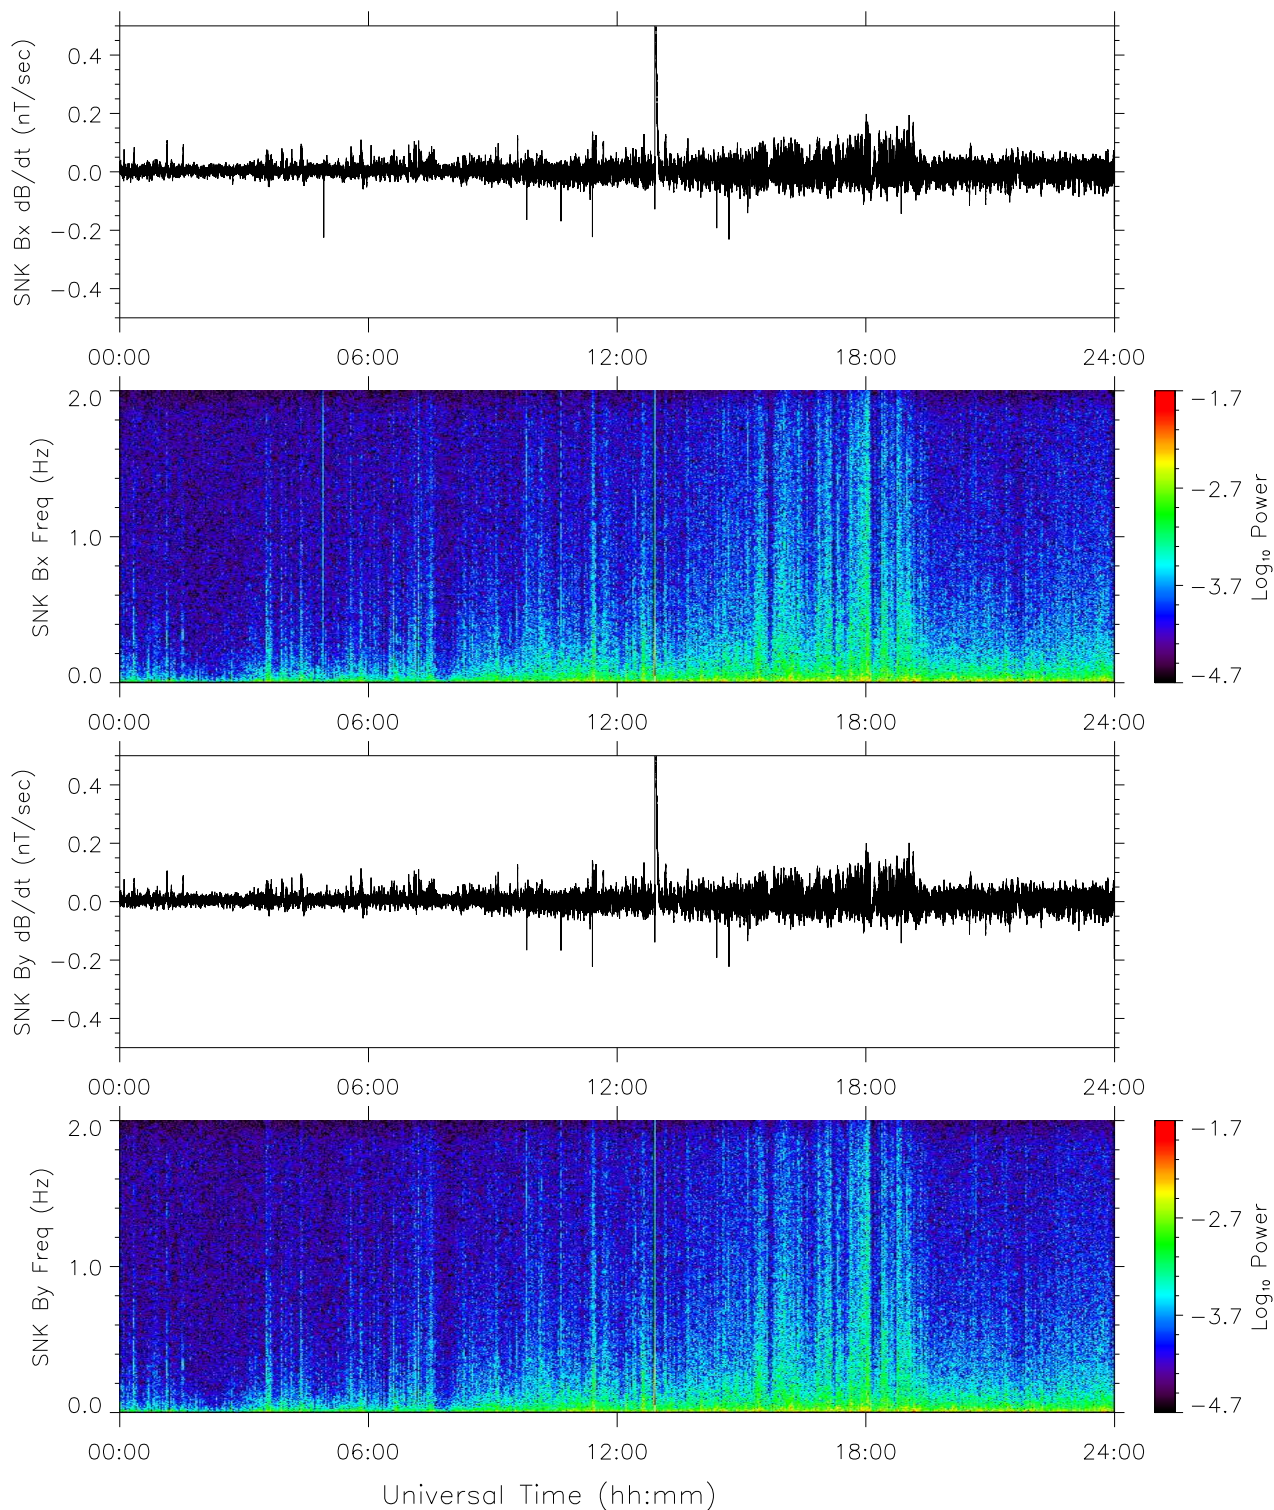 SNK Bx dB/dt (nT/sec)
0.4
0.2
0.0
−0.2
−0.4
00:00 06:00 12:00 18:00 24:00
SNK Bx Freq (Hz)
2.0
1.0
0.0
−1.7
−2.7
−3.7
−4.7
Log₁₀ Power
00:00 06:00 12:00 18:00 24:00
SNK By dB/dt (nT/sec)
0.4
0.2
0.0
−0.2
−0.4
00:00 06:00 12:00 18:00 24:00
SNK By Freq (Hz)
2.0
1.0
0.0
−1.7
−2.7
−3.7
−4.7
Log₁₀ Power
00:00 06:00 12:00 18:00 24:00
Universal Time (hh:mm)